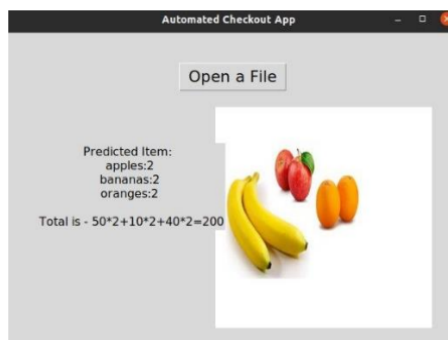 Automated Checkout App
Open a File
Predicted Item:
apples:2
bananas:2
oranges:2
Total is - 50*2+10*2+40*2=200